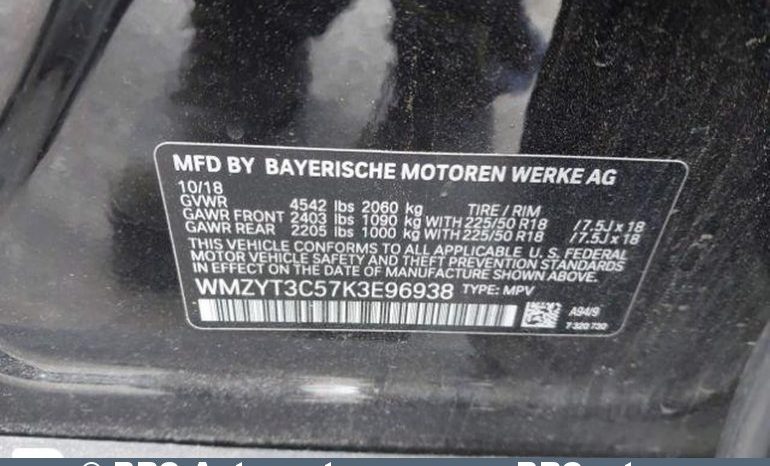 MFD BY BAYERISCHE MOTOREN WERKE AG
10/18
GVWR 4542 lbs 2060 kg TIRE / RIM
GAWR FRONT 2403 lbs 1090 kg WITH 225/50 R18 / 7.5J x 18
GAWR REAR 2205 lbs 1000 kg WITH 225/50 R18 / 7.5J x 18
THIS VEHICLE CONFORMS TO ALL APPLICABLE U. S. FEDERAL
MOTOR VEHICLE SAFETY AND THEFT PREVENTION STANDARDS
IN EFFECT ON THE DATE OF MANUFACTURE SHOWN ABOVE.
WMZYT3C57K3E96938 TYPE: MPV
A94/9
7 320 730